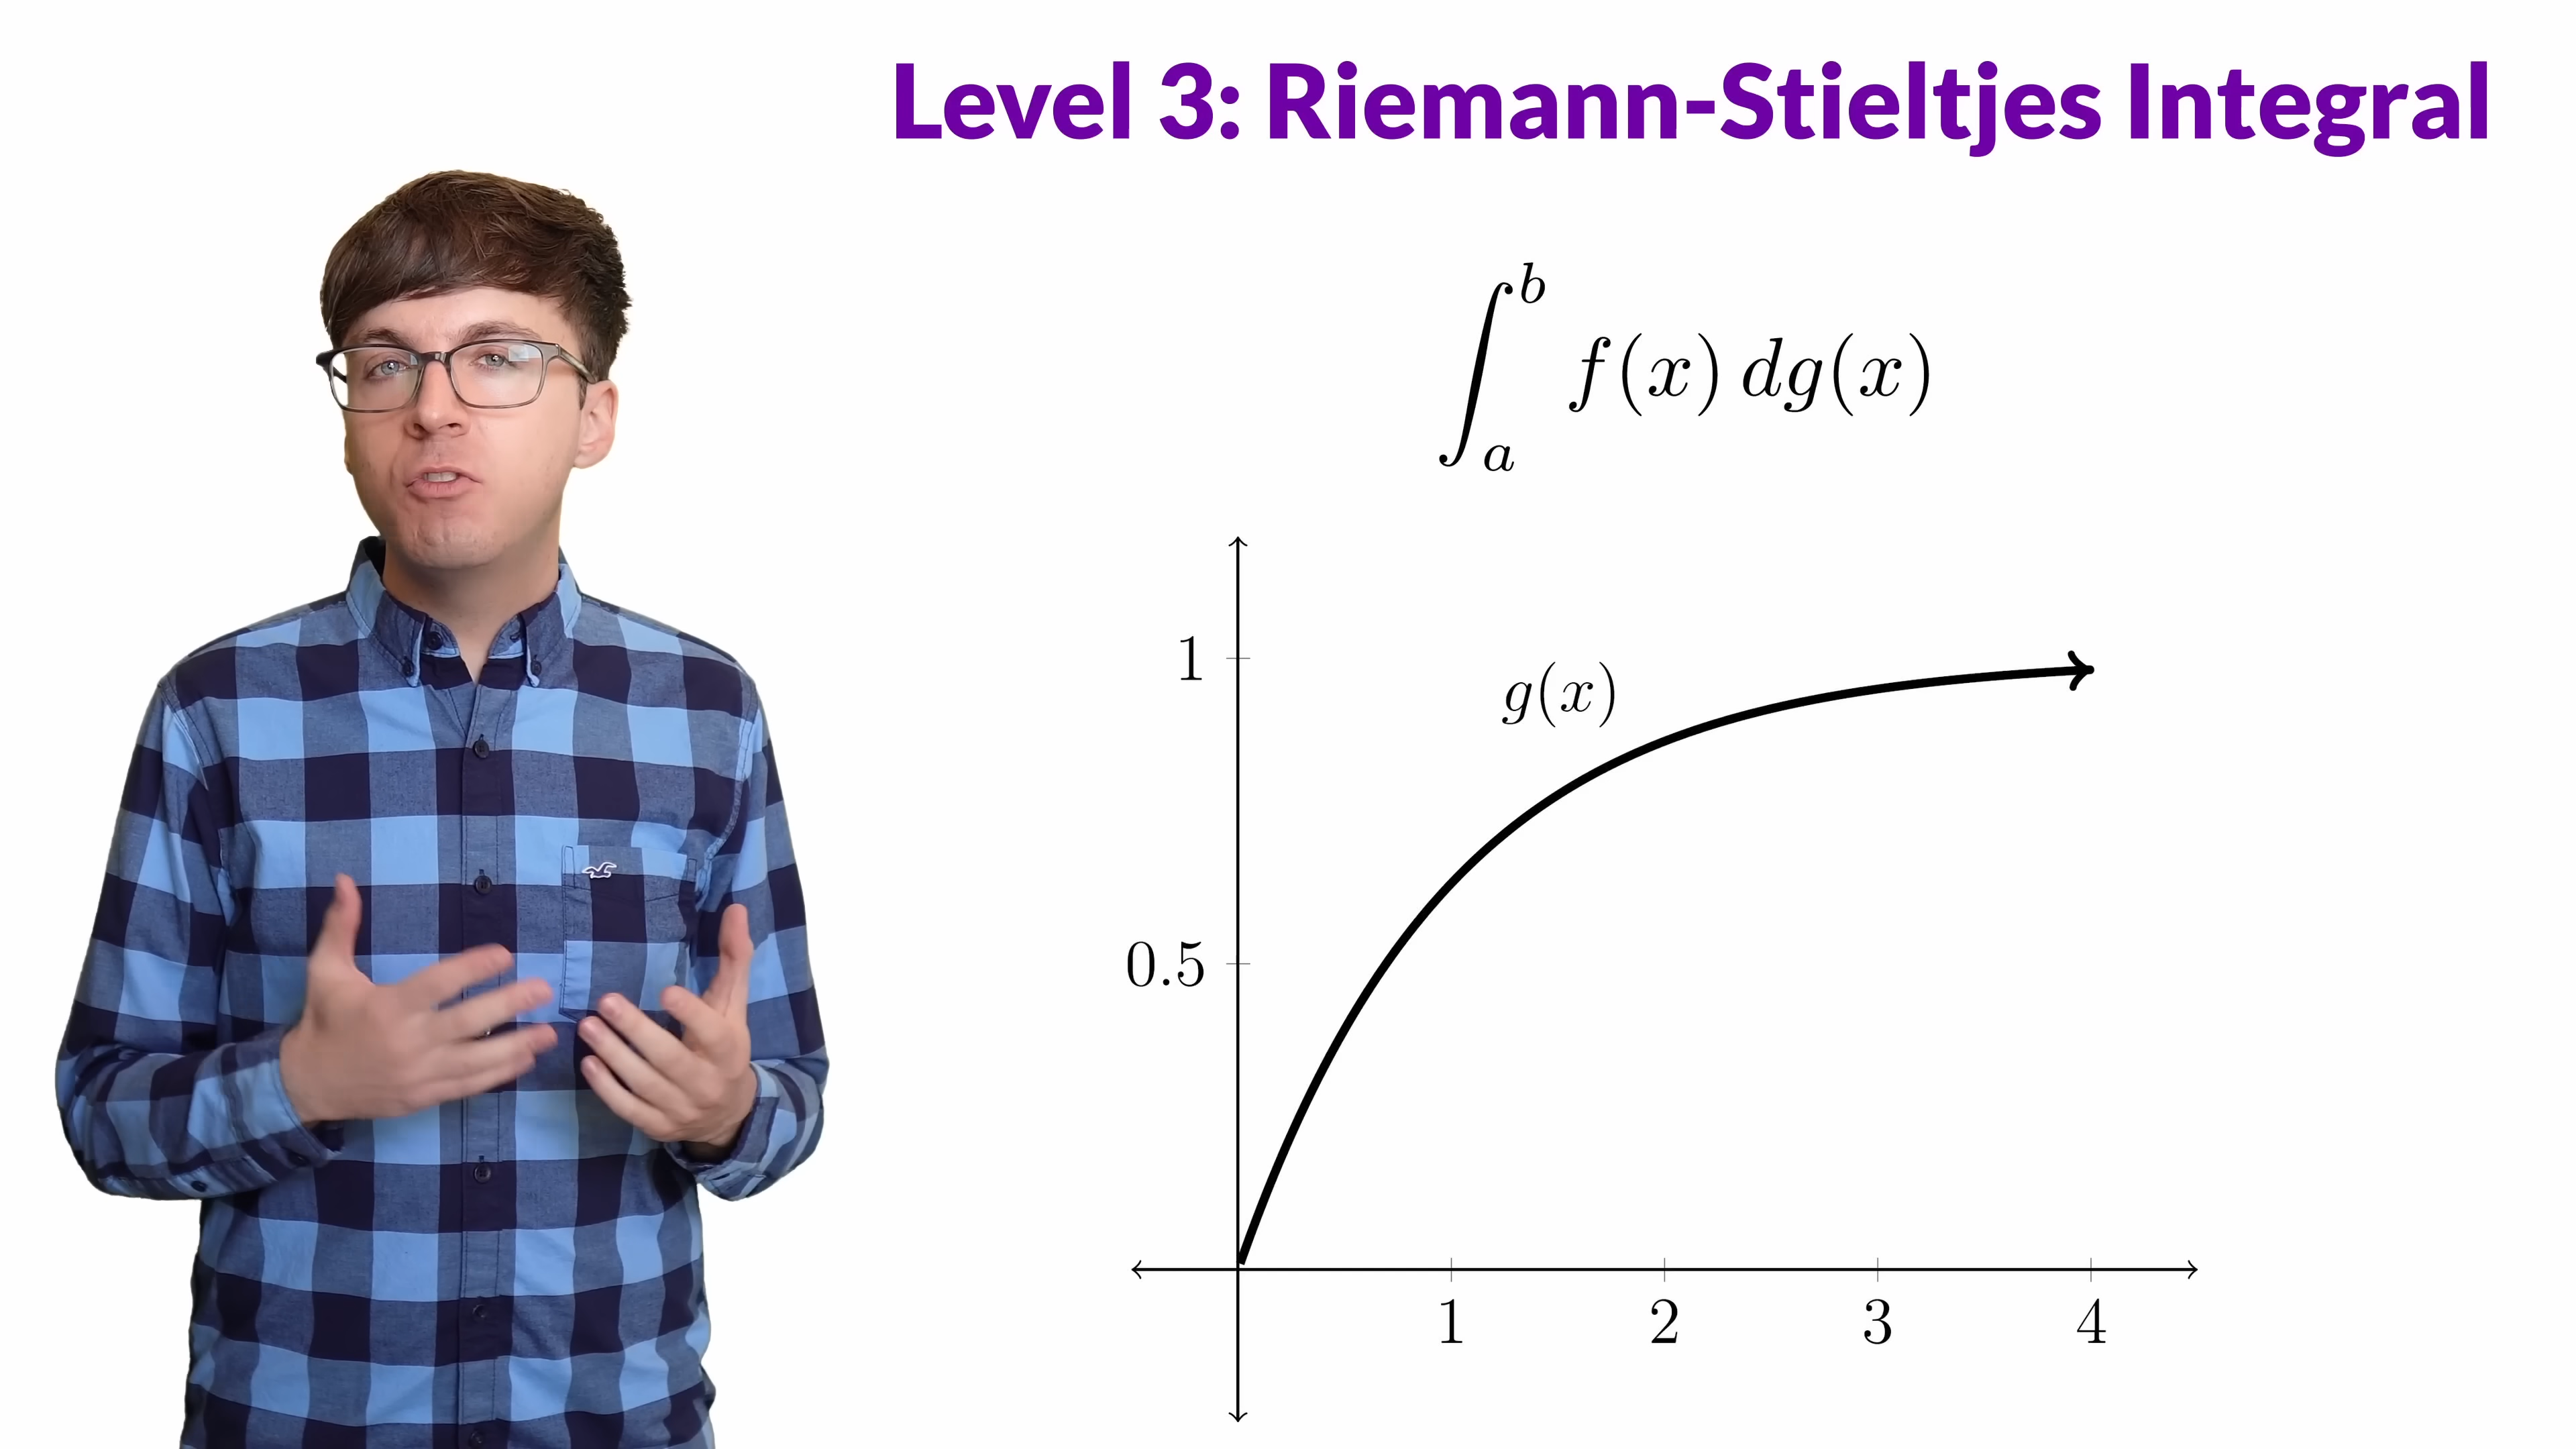 Level 3: Riemann-Stieltjes Integral
∫_a^b f(x) dg(x)
1
g(x)
0.5
1 2 3 4